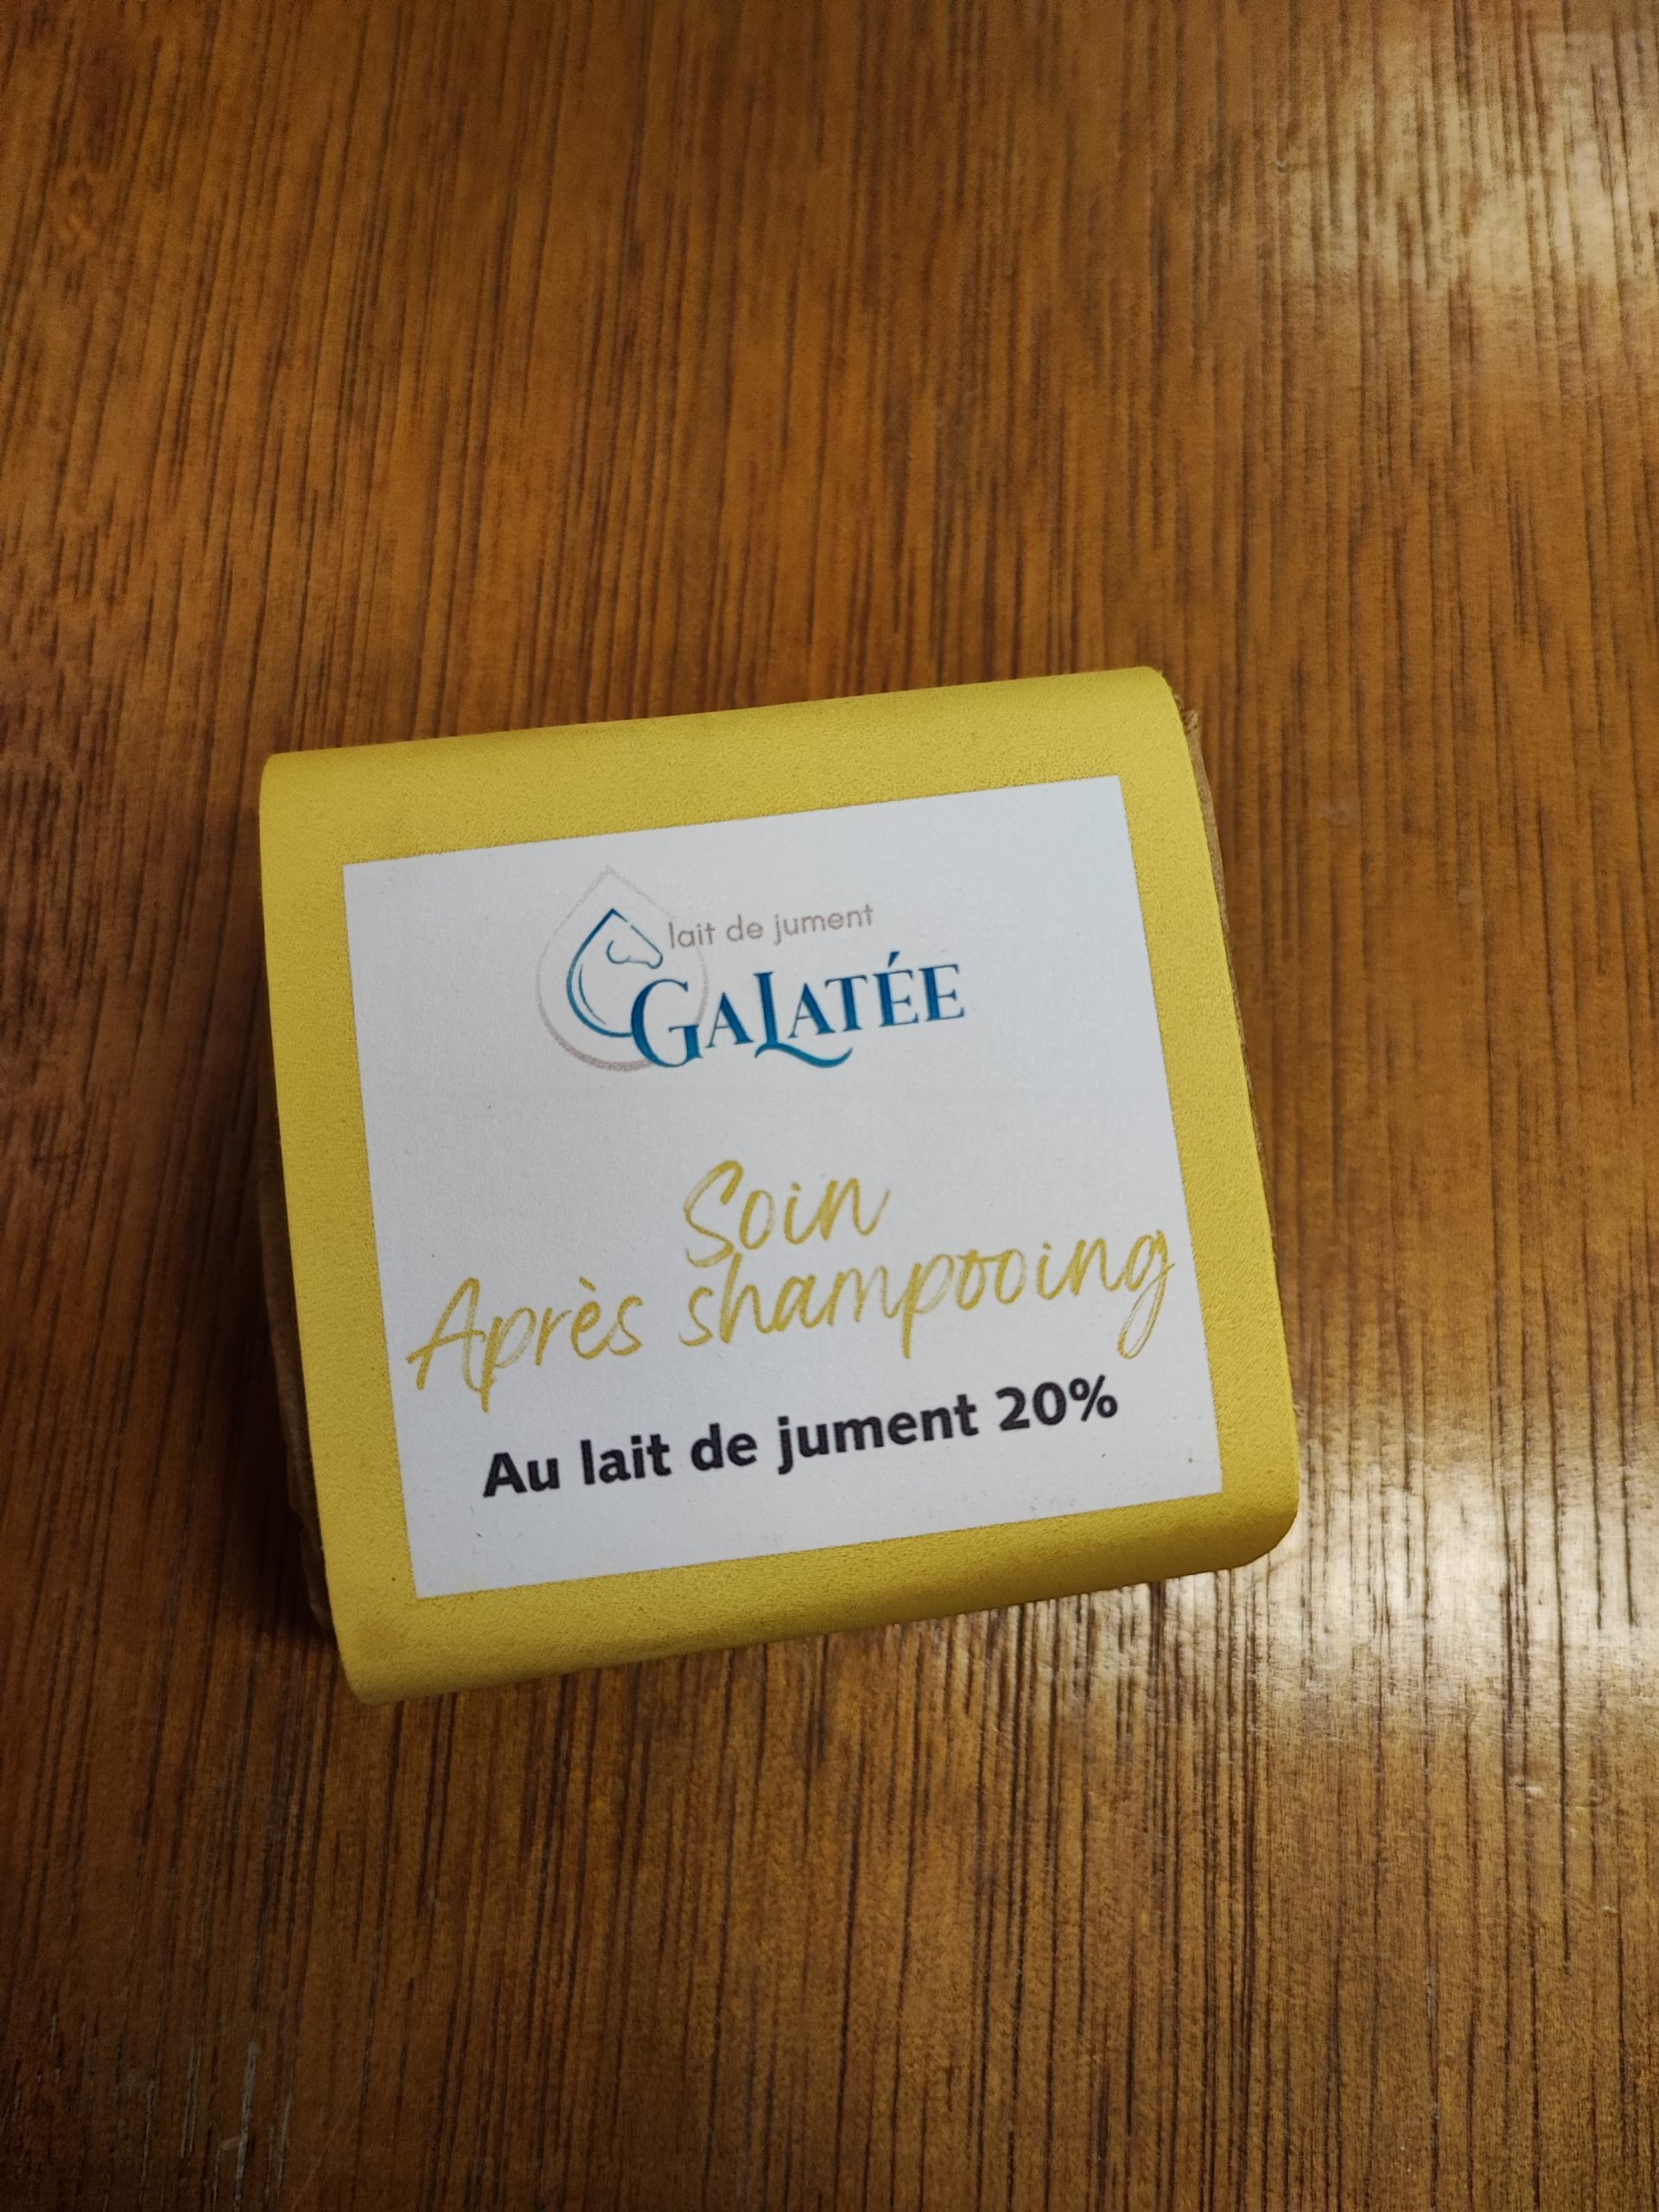 lait de jument
GALATÉE
Soin
Après shampooing
Au lait de jument 20%